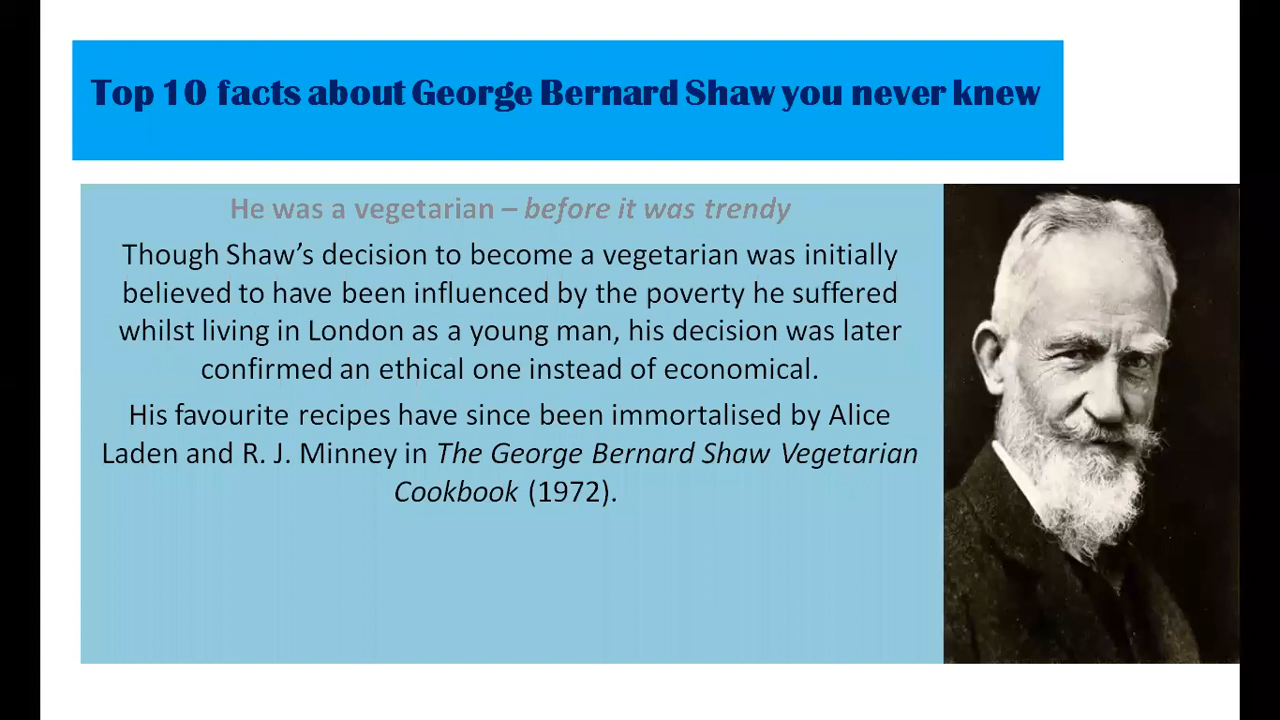 Top 10 facts about George Bernard Shaw you never knew
He was a vegetarian – before it was trendy
Though Shaw’s decision to become a vegetarian was initially
believed to have been influenced by the poverty he suffered
whilst living in London as a young man, his decision was later
confirmed an ethical one instead of economical.
His favourite recipes have since been immortalised by Alice
Laden and R. J. Minney in The George Bernard Shaw Vegetarian
Cookbook (1972).